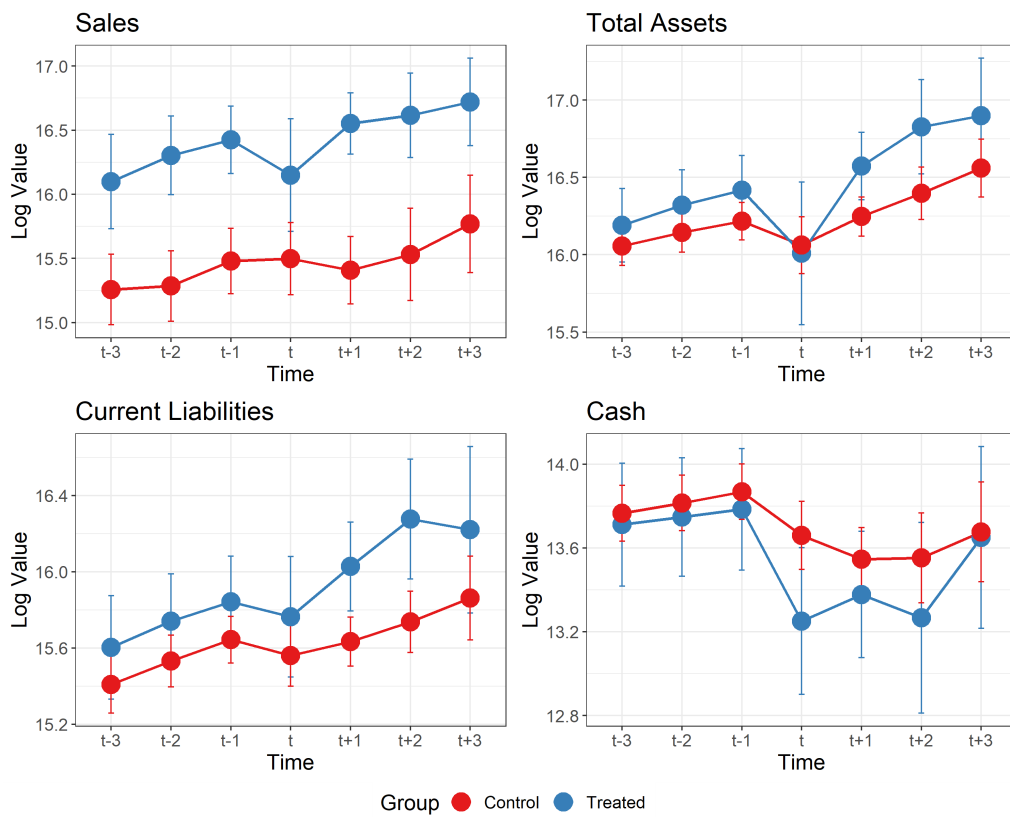 Sales
17.0
16.5
16.0
15.5
15.0
Log Value
t-3 t-2 t-1 t t+1 t+2 t+3
Time
Total Assets
17.0
16.5
16.0
15.5
Log Value
t-3 t-2 t-1 t t+1 t+2 t+3
Time
Current Liabilities
16.4
16.0
15.6
15.2
Log Value
t-3 t-2 t-1 t t+1 t+2 t+3
Time
Cash
14.0
13.6
13.2
12.8
Log Value
t-3 t-2 t-1 t t+1 t+2 t+3
Time
Group Control Treated